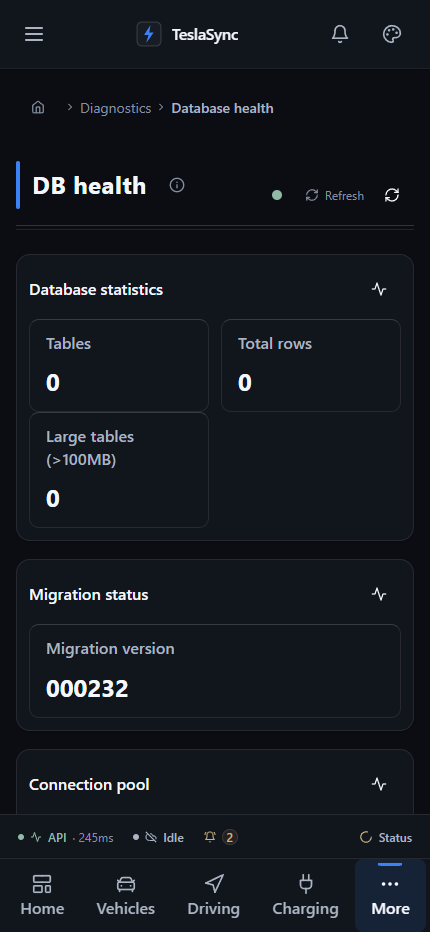 TeslaSync
Diagnostics
Database health
DB health
Refresh
Database statistics
Tables
0
Total rows
0
Large tables
(>100MB)
0
Migration status
Migration version
000232
Connection pool
API · 245ms
Idle
2
Status
Home
Vehicles
Driving
Charging
More